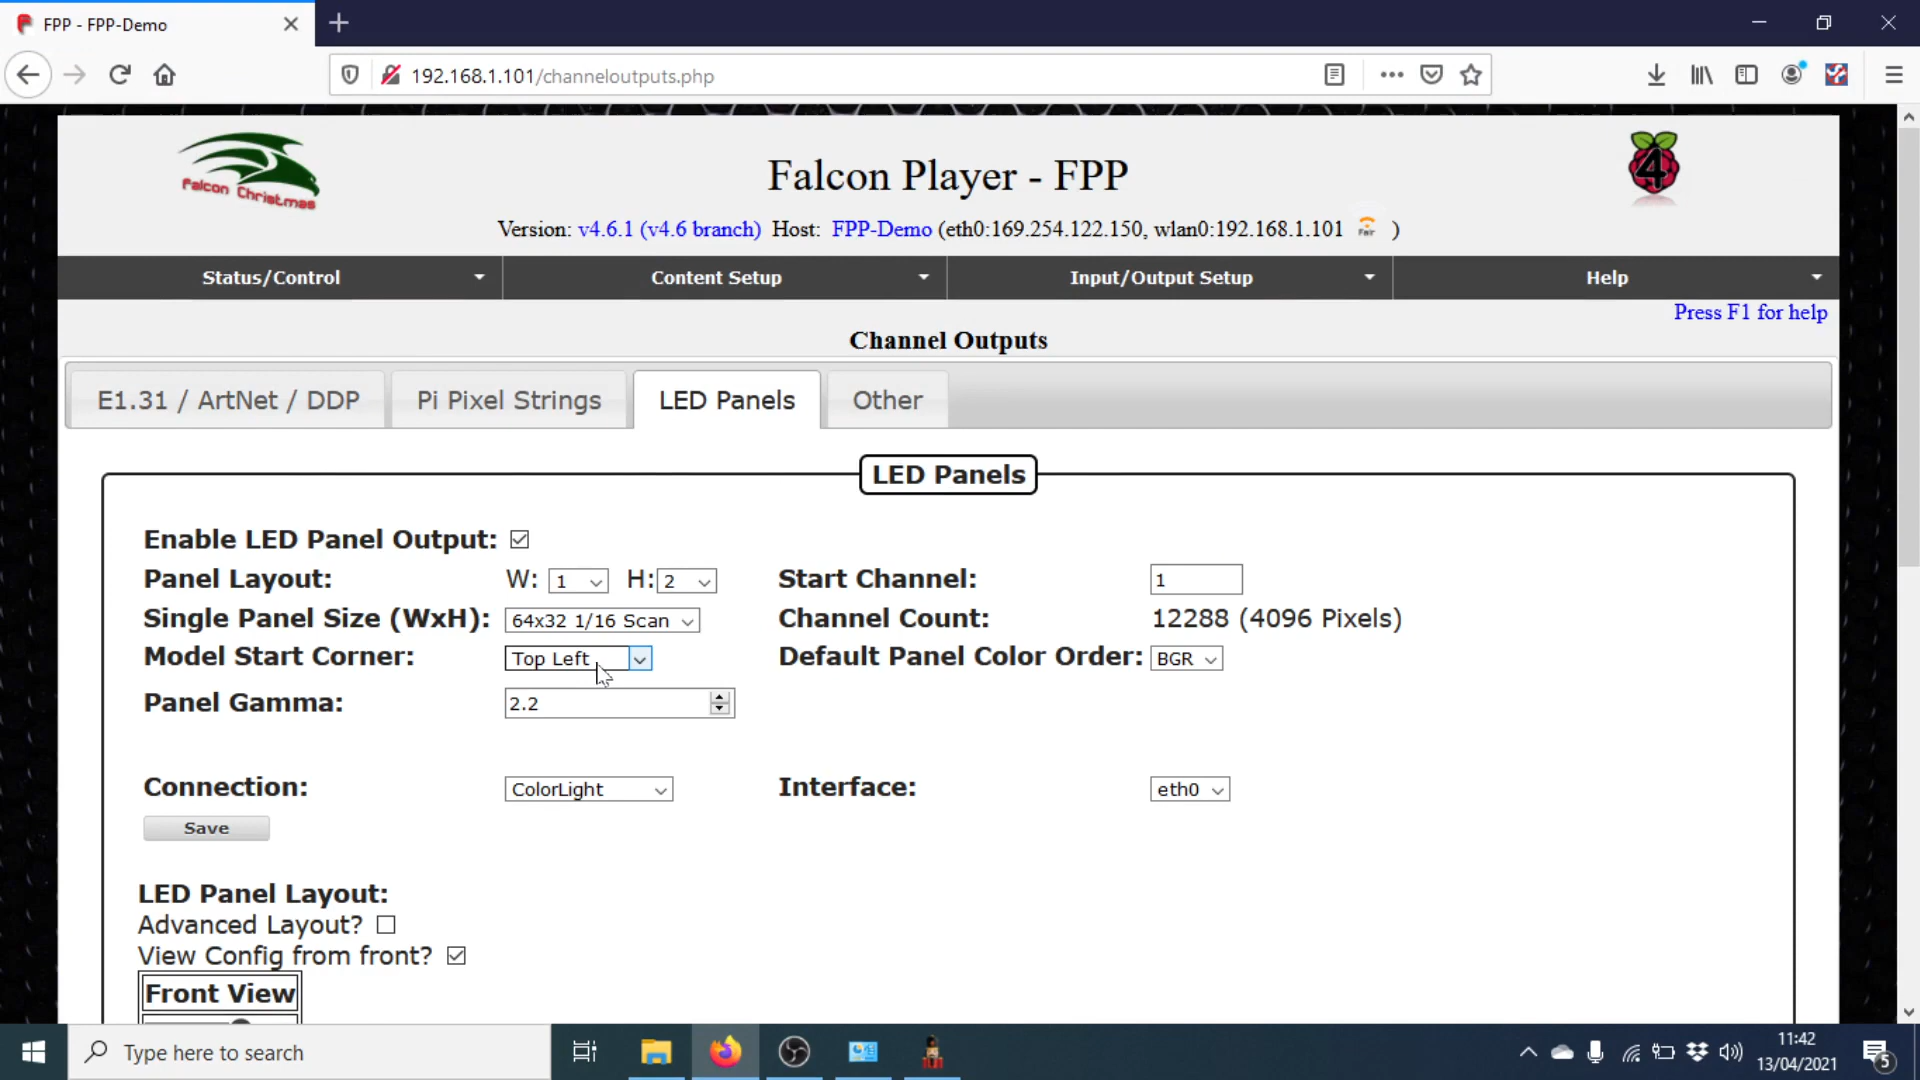 FPP - FPP-Demo
192.168.1.101/channeloutputs.php
Falcon Christmas
Falcon Player - FPP
4
Version: v4.6.1 (v4.6 branch) Host: FPP-Demo (eth0:169.254.122.150, wlan0:192.168.1.101 Fair )
Status/Control Content Setup Input/Output Setup Help
Press F1 for help
Channel Outputs
E1.31 / ArtNet / DDP Pi Pixel Strings LED Panels Other
LED Panels
Enable LED Panel Output:
Panel Layout: W: 1 H: 2 Start Channel: 1
Single Panel Size (WxH): 64x32 1/16 Scan Channel Count: 12288 (4096 Pixels)
Model Start Corner: Top Left Default Panel Color Order: BGR
Panel Gamma: 2.2
Connection: ColorLight Interface: eth0
Save
LED Panel Layout:
Advanced Layout?
View Config from front?
Front View
Type here to search
11:42
13/04/2021
5